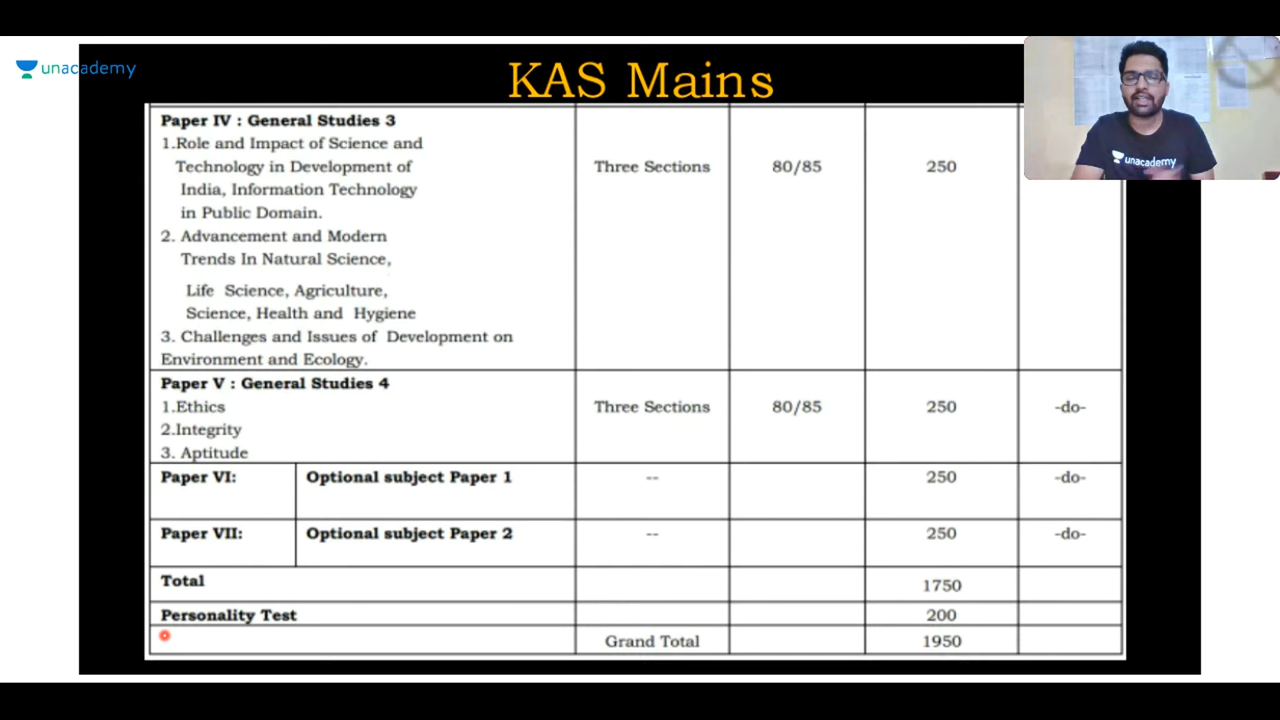 unacademy
KAS Mains
unacademy
Paper IV : General Studies 3
1.Role and Impact of Science and
Technology in Development of
India, Information Technology
in Public Domain.
2. Advancement and Modern
Trends In Natural Science,
Life Science, Agriculture,
Science, Health and Hygiene
3. Challenges and Issues of Development on
Environment and Ecology.
Three Sections
80/85
250
Paper V : General Studies 4
1.Ethics
2.Integrity
3. Aptitude
Three Sections
80/85
250
-do-
Paper VI:
Optional subject Paper 1
--
250
-do-
Paper VII:
Optional subject Paper 2
--
250
-do-
Total
1750
Personality Test
200
Grand Total
1950